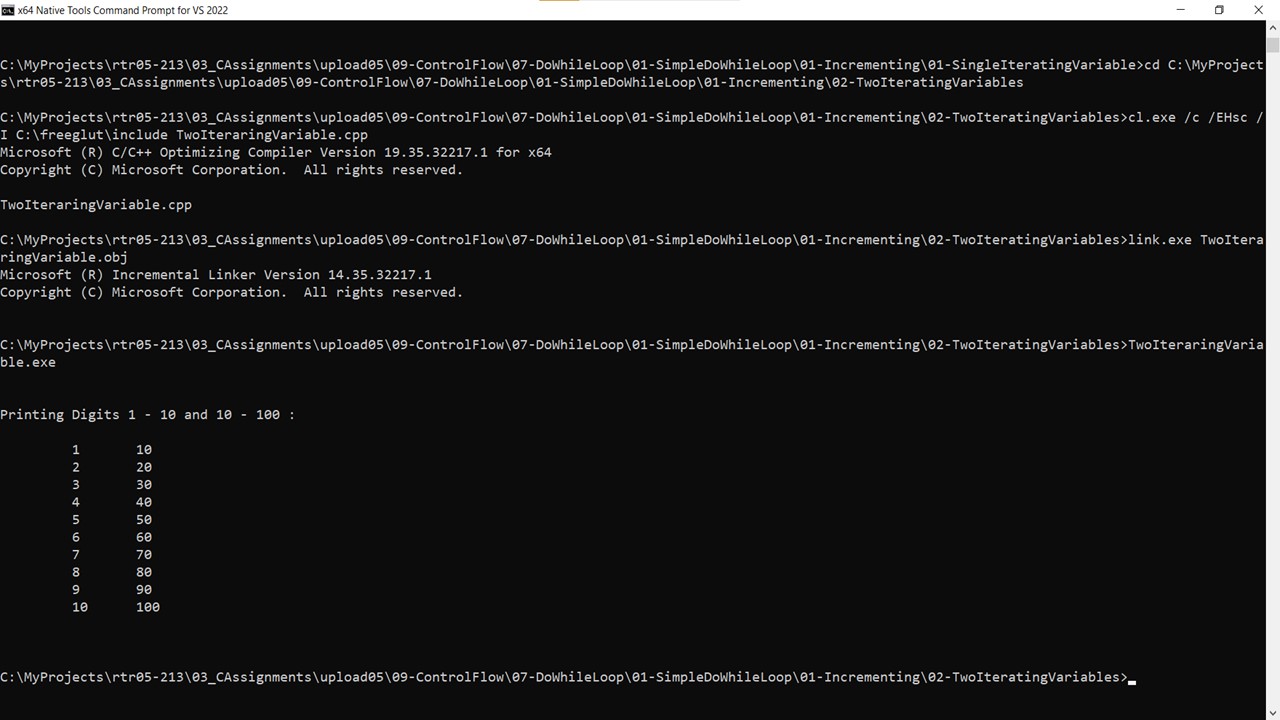 x64 Native Tools Command Prompt for VS 2022
C:\MyProjects\rtr05-213\03_CAssignments\upload05\09-ControlFlow\07-DoWhileLoop\01-SimpleDoWhileLoop\01-Incrementing\01-SingleIteratingVariable>cd C:\MyProject
s\rtr05-213\03_CAssignments\upload05\09-ControlFlow\07-DoWhileLoop\01-SimpleDoWhileLoop\01-Incrementing\02-TwoIteratingVariables
C:\MyProjects\rtr05-213\03_CAssignments\upload05\09-ControlFlow\07-DoWhileLoop\01-SimpleDoWhileLoop\01-Incrementing\02-TwoIteratingVariables>cl.exe /c /EHsc /
I C:\freeglut\include TwoIteraringVariable.cpp
Microsoft (R) C/C++ Optimizing Compiler Version 19.35.32217.1 for x64
Copyright (C) Microsoft Corporation.  All rights reserved.
TwoIteraringVariable.cpp
C:\MyProjects\rtr05-213\03_CAssignments\upload05\09-ControlFlow\07-DoWhileLoop\01-SimpleDoWhileLoop\01-Incrementing\02-TwoIteratingVariables>link.exe TwoItera
ringVariable.obj
Microsoft (R) Incremental Linker Version 14.35.32217.1
Copyright (C) Microsoft Corporation.  All rights reserved.
C:\MyProjects\rtr05-213\03_CAssignments\upload05\09-ControlFlow\07-DoWhileLoop\01-SimpleDoWhileLoop\01-Incrementing\02-TwoIteratingVariables>TwoIteraringVaria
ble.exe
Printing Digits 1 - 10 and 10 - 100 :
1 10
2 20
3 30
4 40
5 50
6 60
7 70
8 80
9 90
10 100
C:\MyProjects\rtr05-213\03_CAssignments\upload05\09-ControlFlow\07-DoWhileLoop\01-SimpleDoWhileLoop\01-Incrementing\02-TwoIteratingVariables>